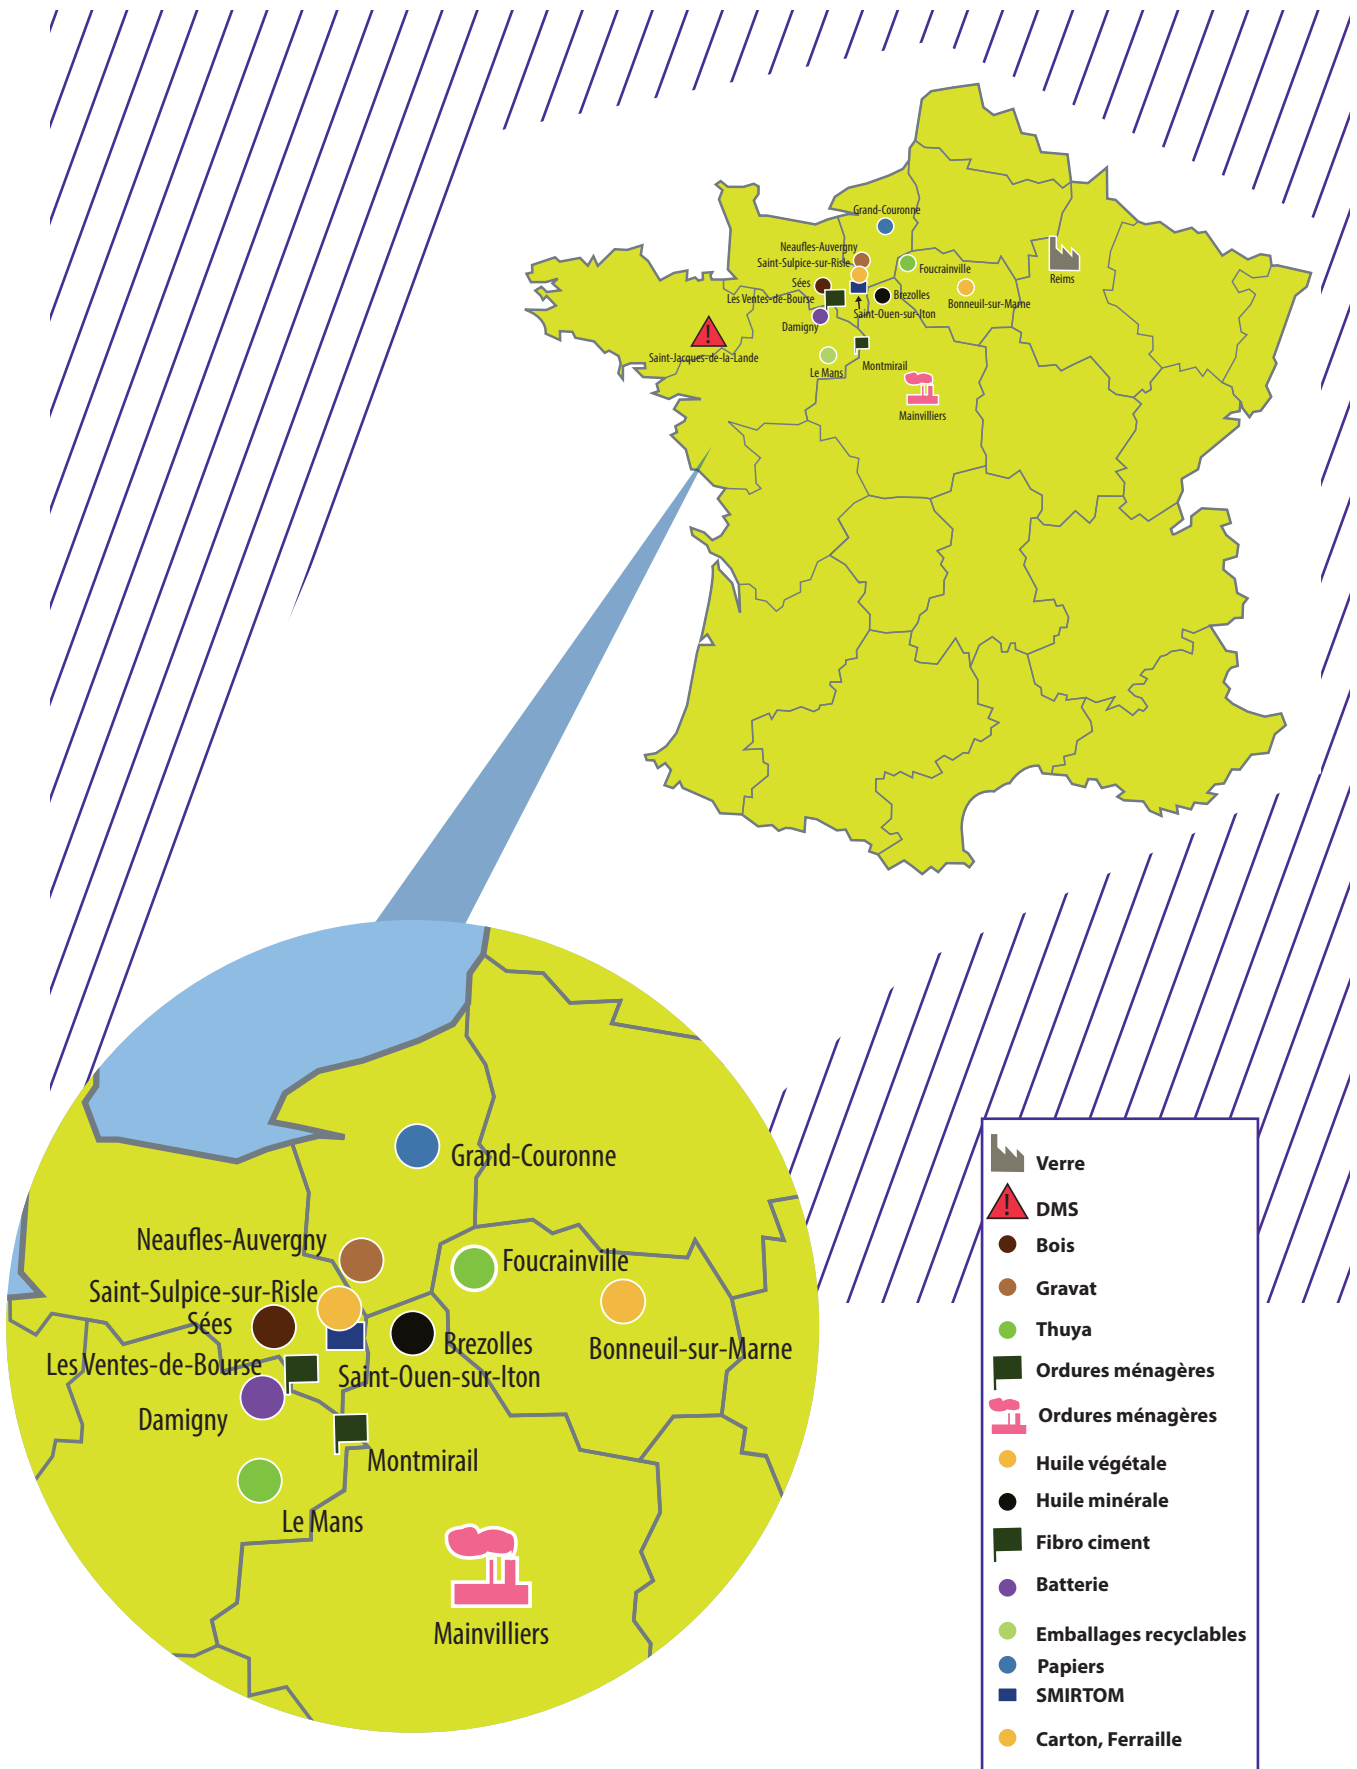 Grand-Couronne
Neaufles-Auvergny
Saint-Sulpice-sur-Risle
Foucrainville
Reims
Sées
Brezolles
Les Ventes-de-Bourse
Bonneuil-sur-Marne
Saint-Ouen-sur-Iton
Damigny
Saint-Jacques-de-la-Lande
Montmirail
Le Mans
Mainvilliers
Grand-Couronne
Neaufles-Auvergny
Foucrainville
Saint-Sulpice-sur-Risle
Sées
Brezolles
Bonneuil-sur-Marne
Les Ventes-de-Bourse
Saint-Ouen-sur-Iton
Damigny
Montmirail
Le Mans
Mainvilliers
Verre
DMS
Bois
Gravat
Thuya
Ordures ménagères
Ordures ménagères
Huile végétale
Huile minérale
Fibro ciment
Batterie
Emballages recyclables
Papiers
SMIRTOM
Carton, Ferraille